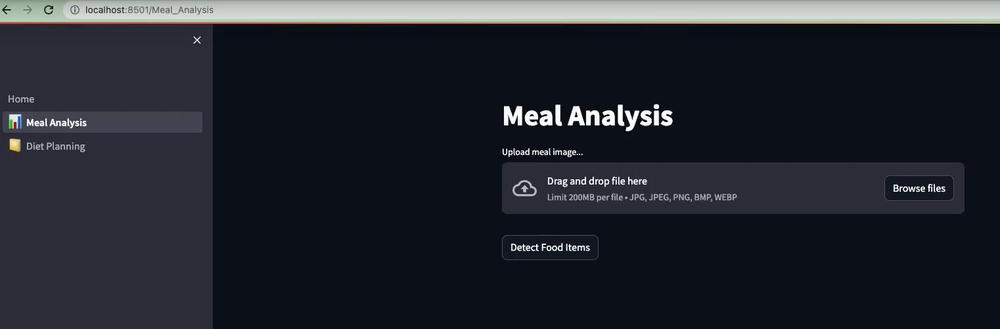 localhost:8501/Meal_Analysis
Home
Meal Analysis
Diet Planning
Meal Analysis
Upload meal image...
Drag and drop file here
Limit 200MB per file • JPG, JPEG, PNG, BMP, WEBP
Browse files
Detect Food Items